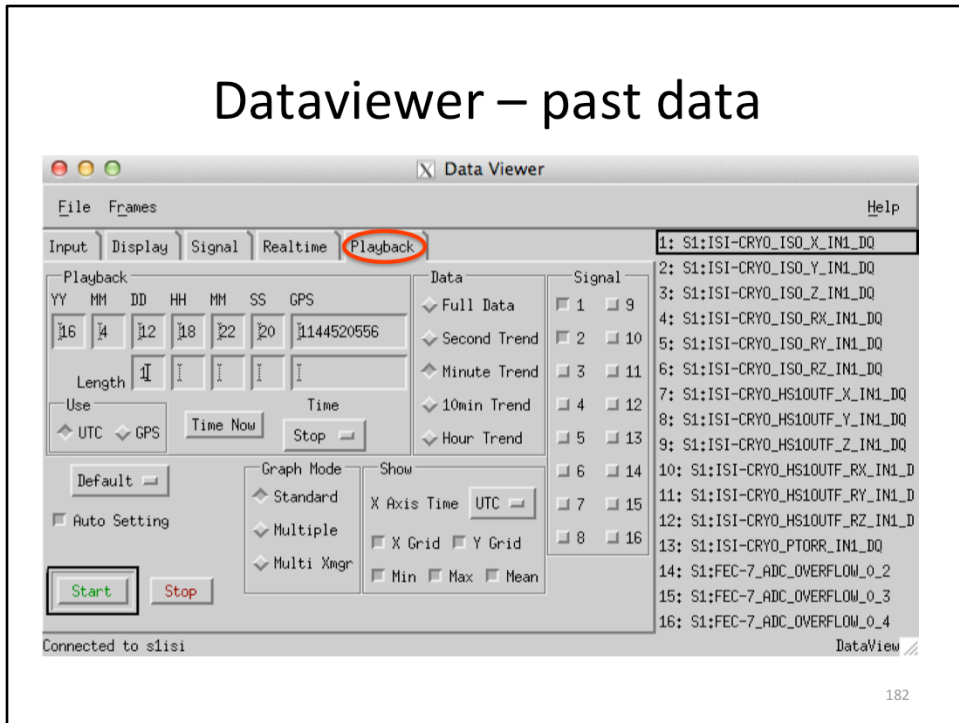 Dataviewer – past data
X Data Viewer
File Frames Help
Input Display Signal Realtime Playback
Playback
YY MM DD HH MM SS GPS
16 4 12 18 22 20 1144520556
Length 1
Use
UTC GPS
Time Now
Time
Stop
Default
Auto Setting
Start Stop
Graph Mode
Standard
Multiple
Multi Xmgr
Show
X Axis Time UTC
X Grid Y Grid
Min Max Mean
Data
Full Data
Second Trend
Minute Trend
10min Trend
Hour Trend
Signal
1 9
2 10
3 11
4 12
5 13
6 14
7 15
8 16
1: S1:ISI-CRYO_ISO_X_IN1_DQ
2: S1:ISI-CRYO_ISO_Y_IN1_DQ
3: S1:ISI-CRYO_ISO_Z_IN1_DQ
4: S1:ISI-CRYO_ISO_RX_IN1_DQ
5: S1:ISI-CRYO_ISO_RY_IN1_DQ
6: S1:ISI-CRYO_ISO_RZ_IN1_DQ
7: S1:ISI-CRYO_HS1OUTF_X_IN1_DQ
8: S1:ISI-CRYO_HS1OUTF_Y_IN1_DQ
9: S1:ISI-CRYO_HS1OUTF_Z_IN1_DQ
10: S1:ISI-CRYO_HS1OUTF_RX_IN1_D
11: S1:ISI-CRYO_HS1OUTF_RY_IN1_D
12: S1:ISI-CRYO_HS1OUTF_RZ_IN1_D
13: S1:ISI-CRYO_PTORR_IN1_DQ
14: S1:FEC-7_ADC_OVERFLOW_0_2
15: S1:FEC-7_ADC_OVERFLOW_0_3
16: S1:FEC-7_ADC_OVERFLOW_0_4
Connected to s1isi
DataView
182